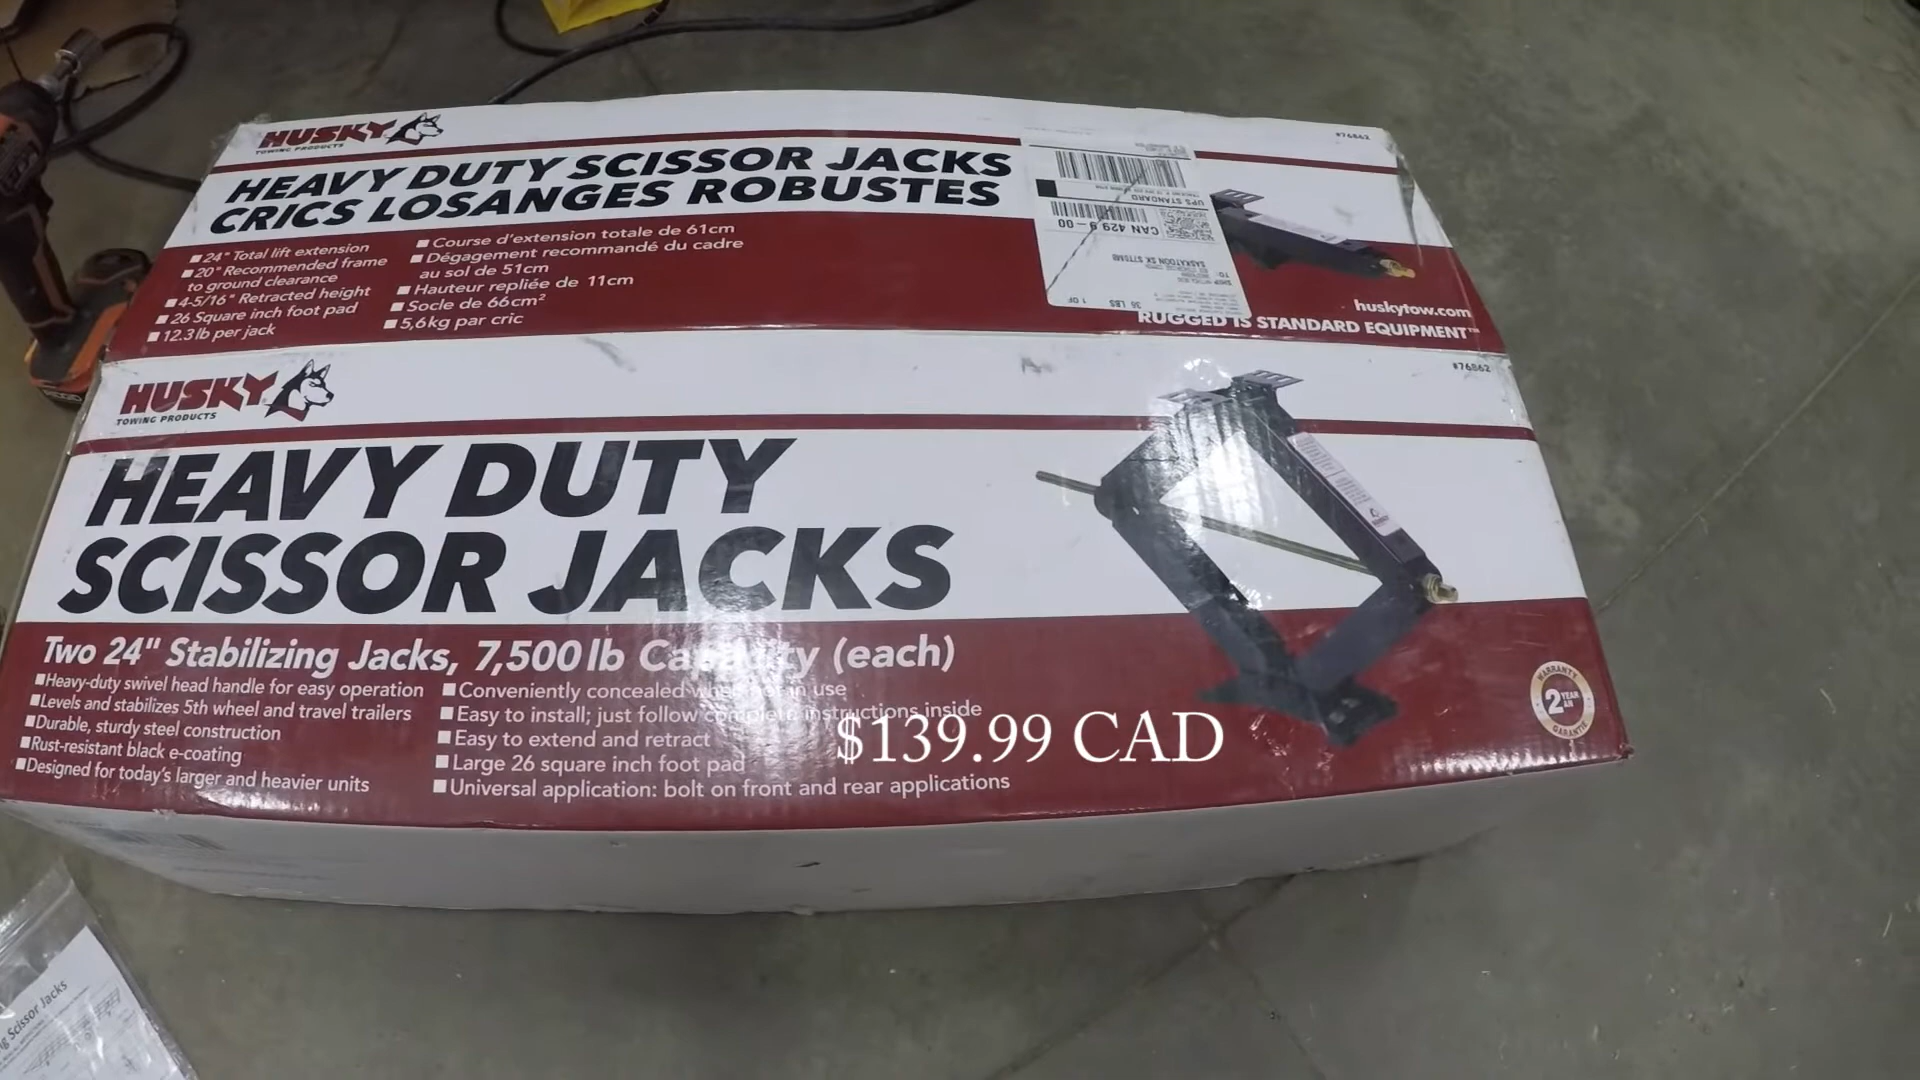 HUSKY
TOWING PRODUCTS
#76862
HEAVY DUTY SCISSOR JACKS
CRICS LOSANGES ROBUSTES
■ 24" Total lift extension
■ 20" Recommended frame
to ground clearance
■ 4-5/16" Retracted height
■ 26 Square inch foot pad
■ 12.3lb per jack
■ Course d'extension totale de 61cm
■ Dégagement recommandé du cadre
au sol de 51cm
■ Hauteur repliée de 11cm
■ Socle de 66cm²
■ 5,6kg par cric
UPS STANDARD
CAN 429 9-00
SASKATOON SK
36 LBS
1 OF
huskytow.com
RUGGED IS STANDARD EQUIPMENT™
HUSKY
TOWING PRODUCTS
#76862
HEAVY DUTY
SCISSOR JACKS
Two 24" Stabilizing Jacks, 7,500 lb Capacity (each)
■Heavy-duty swivel head handle for easy operation
■Levels and stabilizes 5th wheel and travel trailers
■Durable, sturdy steel construction
■Rust-resistant black e-coating
■Designed for today's larger and heavier units
■Conveniently concealed when not in use
■Easy to install; just follow complete instructions inside
■Easy to extend and retract
■Large 26 square inch foot pad
■Universal application: bolt on front and rear applications
WARRANTY
2 YEAR
AN
GARANTIE
$139.99 CAD
Scissor Jacks